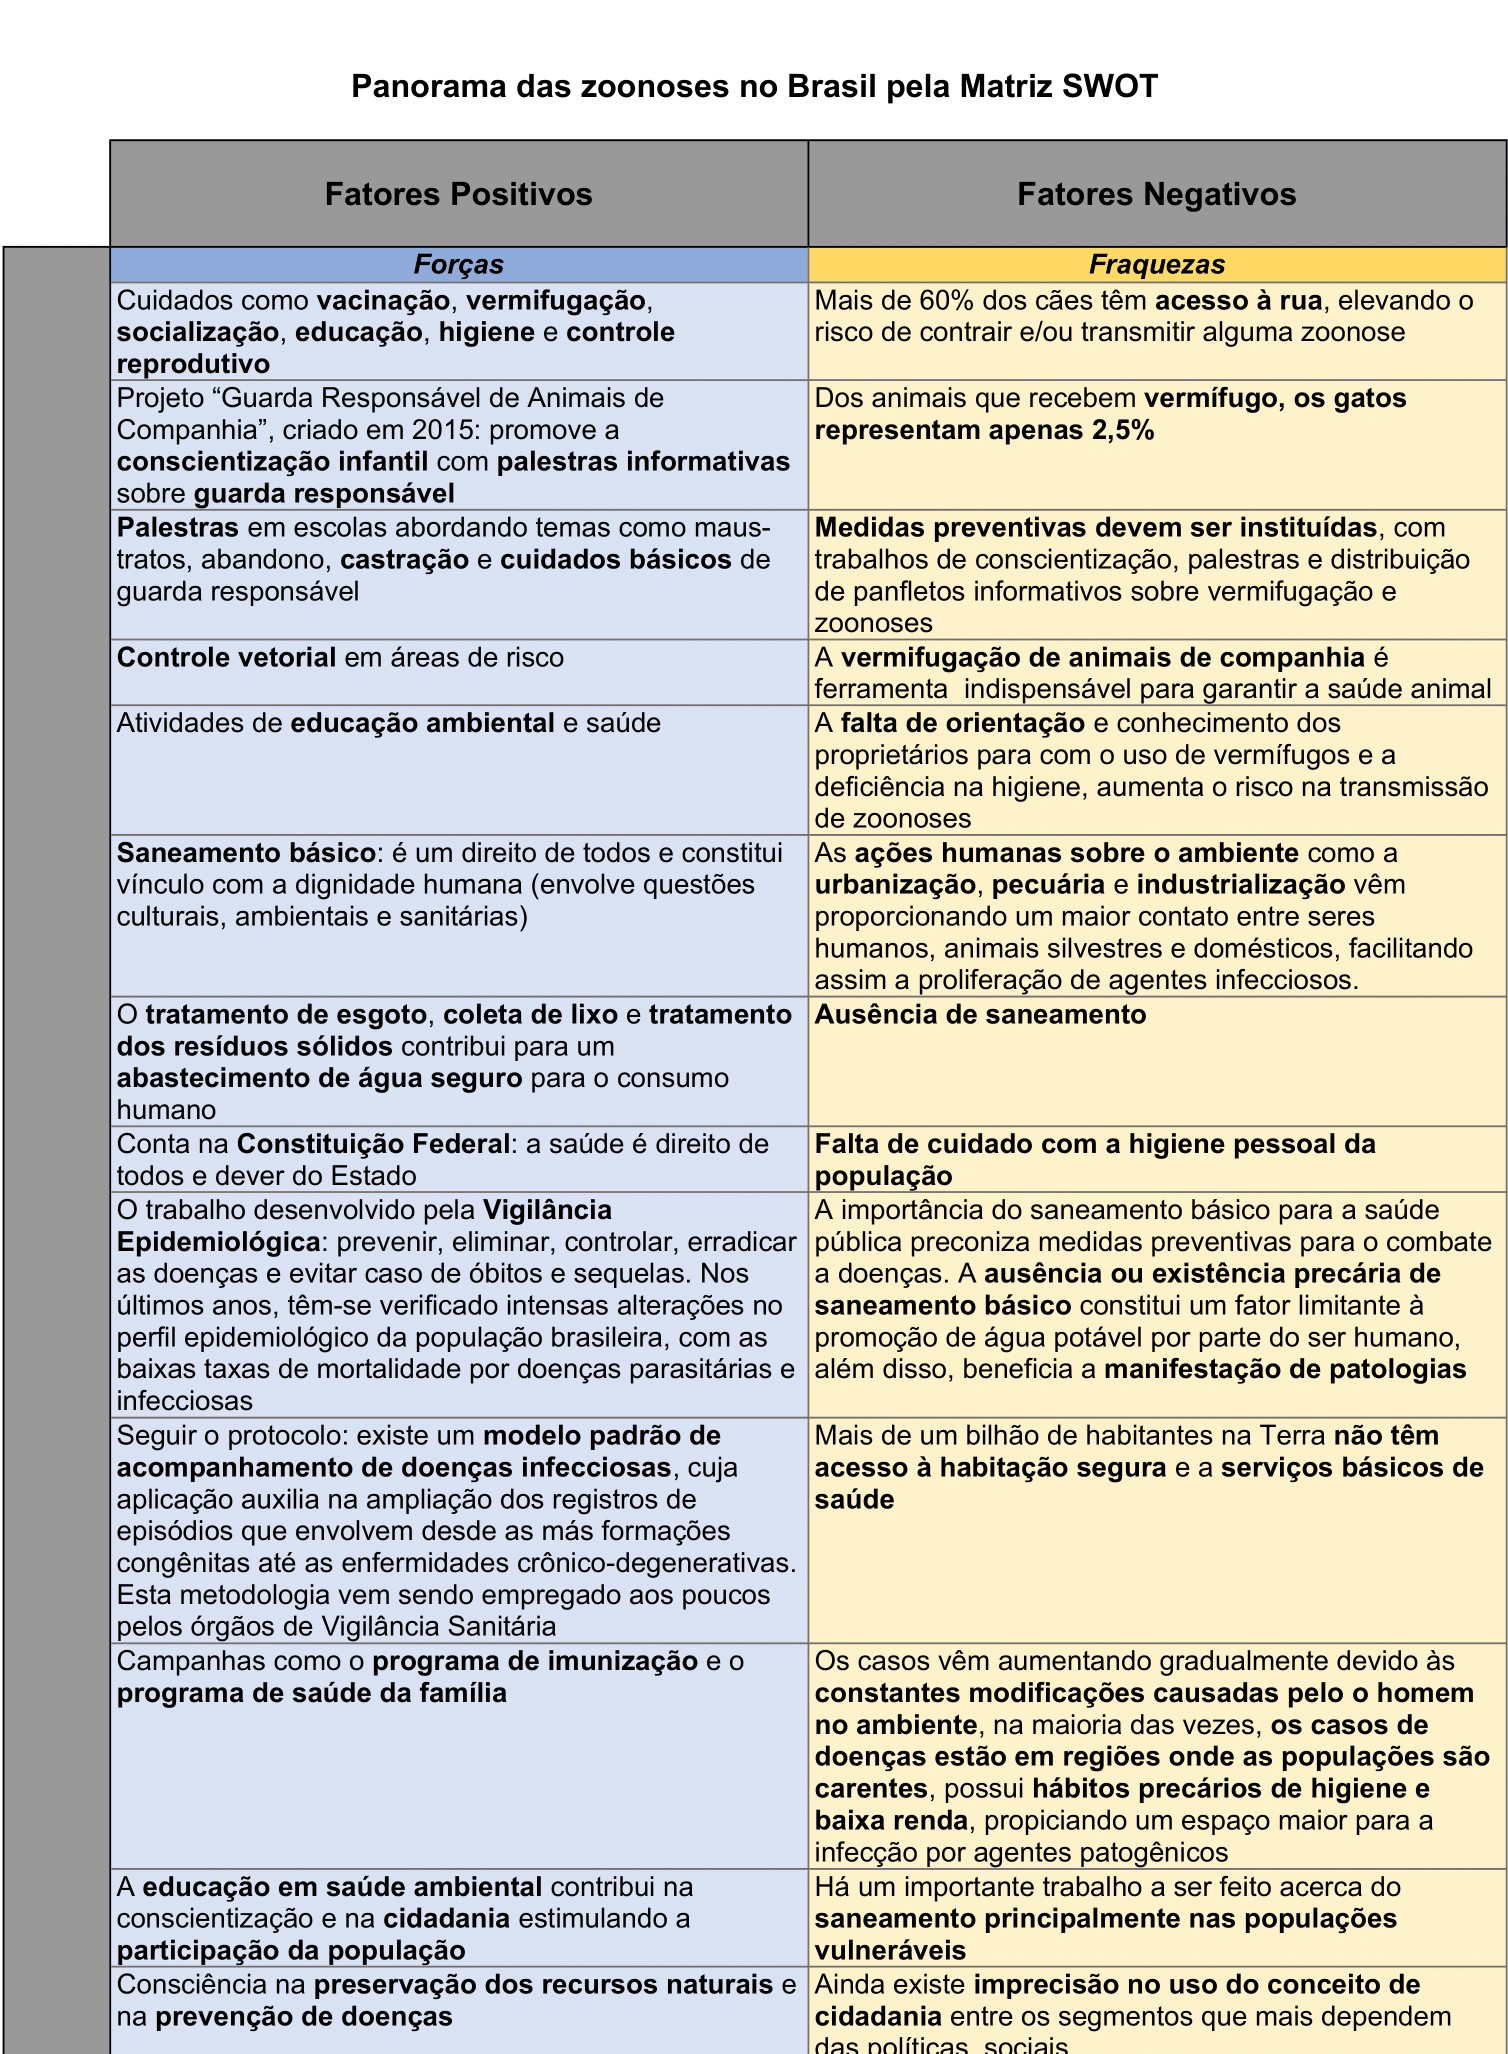 Panorama das zoonoses no Brasil pela Matriz SWOT
Fatores Positivos
Fatores Negativos
Forças
Fraquezas
Cuidados como vacinação, vermifugação,
socialização, educação, higiene e controle
reprodutivo
Mais de 60% dos cães têm acesso à rua, elevando o
risco de contrair e/ou transmitir alguma zoonose
Projeto “Guarda Responsável de Animais de
Companhia”, criado em 2015: promove a
conscientização infantil com palestras informativas
sobre guarda responsável
Dos animais que recebem vermífugo, os gatos
representam apenas 2,5%
Palestras em escolas abordando temas como maus-
tratos, abandono, castração e cuidados básicos de
guarda responsável
Medidas preventivas devem ser instituídas, com
trabalhos de conscientização, palestras e distribuição
de panfletos informativos sobre vermifugação e
zoonoses
Controle vetorial em áreas de risco
A vermifugação de animais de companhia é
ferramenta  indispensável para garantir a saúde animal
Atividades de educação ambiental e saúde
A falta de orientação e conhecimento dos
proprietários para com o uso de vermífugos e a
deficiência na higiene, aumenta o risco na transmissão
de zoonoses
Saneamento básico: é um direito de todos e constitui
vínculo com a dignidade humana (envolve questões
culturais, ambientais e sanitárias)
As ações humanas sobre o ambiente como a
urbanização, pecuária e industrialização vêm
proporcionando um maior contato entre seres
humanos, animais silvestres e domésticos, facilitando
assim a proliferação de agentes infecciosos.
O tratamento de esgoto, coleta de lixo e tratamento
dos resíduos sólidos contribui para um
abastecimento de água seguro para o consumo
humano
Ausência de saneamento
Conta na Constituição Federal: a saúde é direito de
todos e dever do Estado
Falta de cuidado com a higiene pessoal da
população
O trabalho desenvolvido pela Vigilância
Epidemiológica: prevenir, eliminar, controlar, erradicar
as doenças e evitar caso de óbitos e sequelas. Nos
últimos anos, têm-se verificado intensas alterações no
perfil epidemiológico da população brasileira, com as
baixas taxas de mortalidade por doenças parasitárias e
infecciosas
A importância do saneamento básico para a saúde
pública preconiza medidas preventivas para o combate
a doenças. A ausência ou existência precária de
saneamento básico constitui um fator limitante à
promoção de água potável por parte do ser humano,
além disso, beneficia a manifestação de patologias
Seguir o protocolo: existe um modelo padrão de
acompanhamento de doenças infecciosas, cuja
aplicação auxilia na ampliação dos registros de
episódios que envolvem desde as más formações
congênitas até as enfermidades crônico-degenerativas.
Esta metodologia vem sendo empregado aos poucos
pelos órgãos de Vigilância Sanitária
Mais de um bilhão de habitantes na Terra não têm
acesso à habitação segura e a serviços básicos de
saúde
Campanhas como o programa de imunização e o
programa de saúde da família
Os casos vêm aumentando gradualmente devido às
constantes modificações causadas pelo o homem
no ambiente, na maioria das vezes, os casos de
doenças estão em regiões onde as populações são
carentes, possui hábitos precários de higiene e
baixa renda, propiciando um espaço maior para a
infecção por agentes patogênicos
A educação em saúde ambiental contribui na
conscientização e na cidadania estimulando a
participação da população
Há um importante trabalho a ser feito acerca do
saneamento principalmente nas populações
vulneráveis
Consciência na preservação dos recursos naturais e
na prevenção de doenças
Ainda existe imprecisão no uso do conceito de
cidadania entre os segmentos que mais dependem
das políticas  sociais